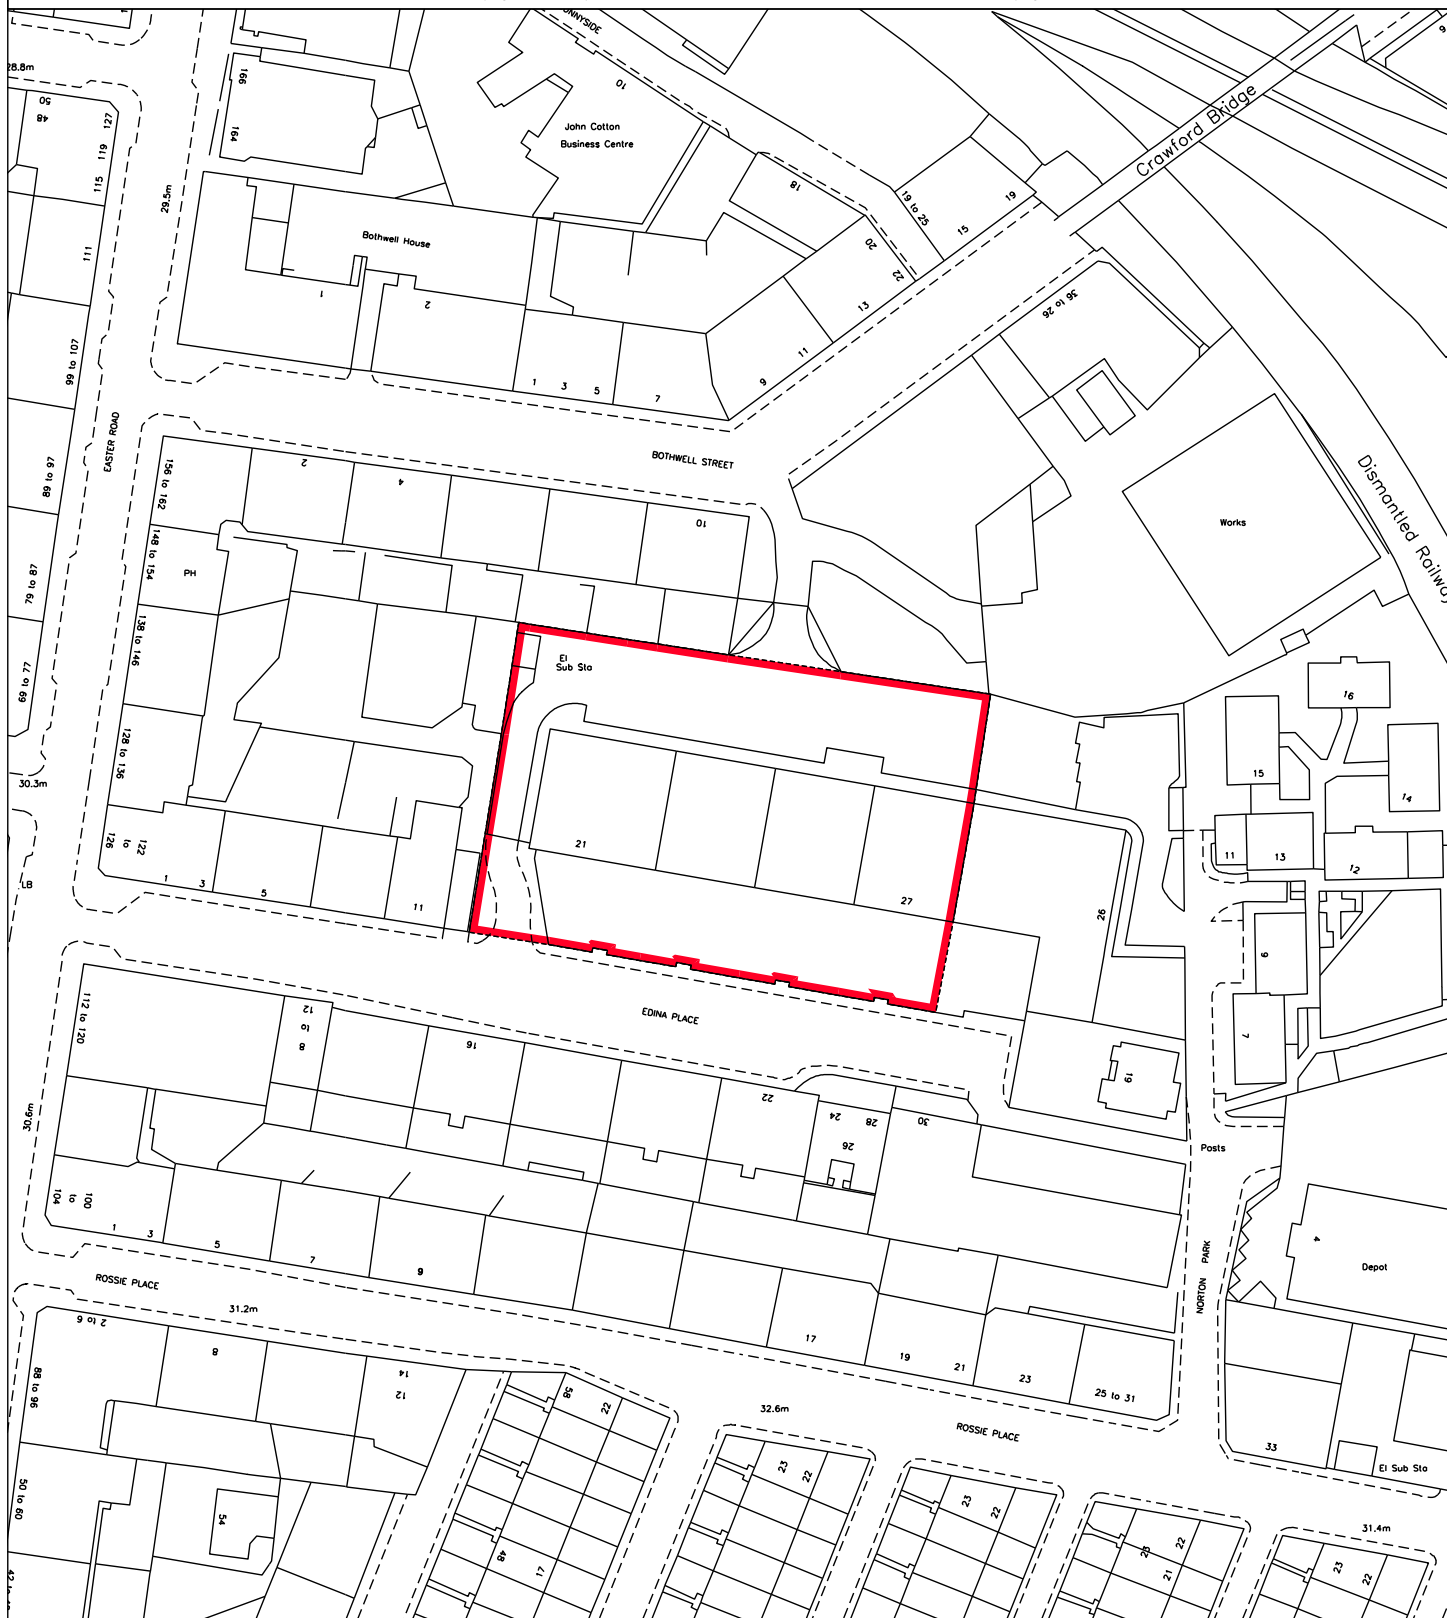 SUNNYSIDE
28.8m
50
48
127
119
115
111
166
164
10
John Cotton
Business Centre
18
19 to 25
19
15
Crawford Bridge
29.5m
Bothwell House
20
22
13
11
9
1
2
1
3
5
7
36 to 26
99 to 107
EASTER ROAD
89 to 97
79 to 87
69 to 77
BOTHWELL STREET
156 to 162
2
4
10
148 to 154
PH
138 to 146
128 to 136
Works
Dismantled Railway
El
Sub Sta
16
15
14
30.3m
126
to
122
1
3
5
11
21
27
26
11
13
12
LB
9
7
EDINA PLACE
112 to 120
12
to
8
16
22
24
28
26
30
19
Posts
30.6m
104
to
100
1
3
5
7
9
17
19
21
23
25 to 31
NORTON PARK
4
Depot
ROSSIE PLACE
31.2m
2 to 6
8
14
12
88 to 96
58
22
32.6m
ROSSIE PLACE
33
El Sub Sta
50 to 60
54
48
17
23
22
23
22
23
22
21
31.4m
23
22